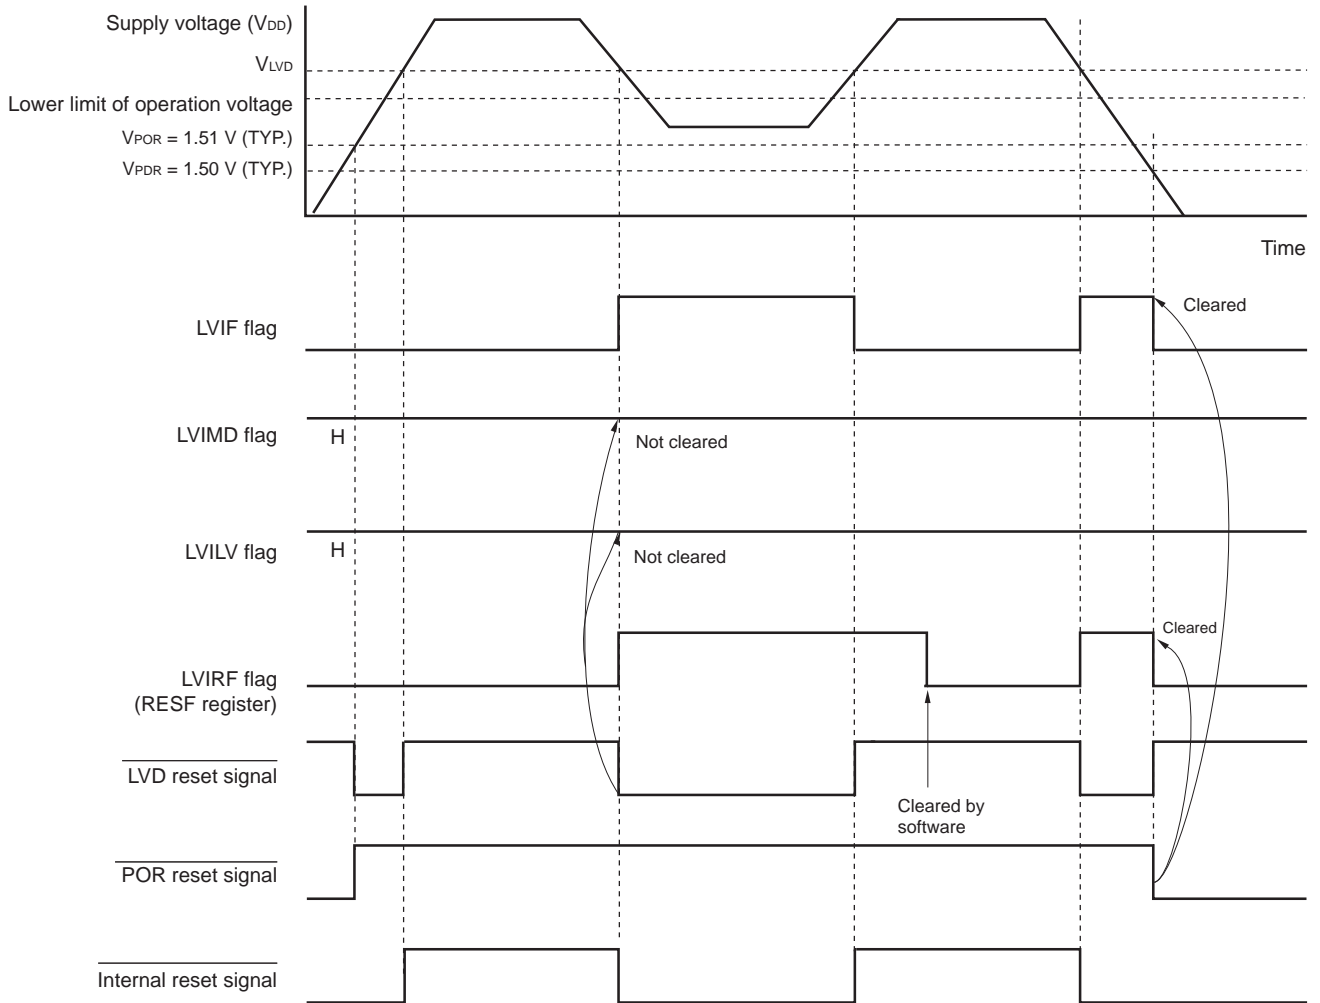 Supply voltage (VDD)
VLVD
Lower limit of operation voltage
VPOR = 1.51 V (TYP.)
VPDR = 1.50 V (TYP.)
Time
LVIF flag
Cleared
LVIMD flag
H
Not cleared
LVILV flag
H
Not cleared
LVIRF flag
(RESF register)
Cleared
LVD reset signal
Cleared by
software
POR reset signal
Internal reset signal